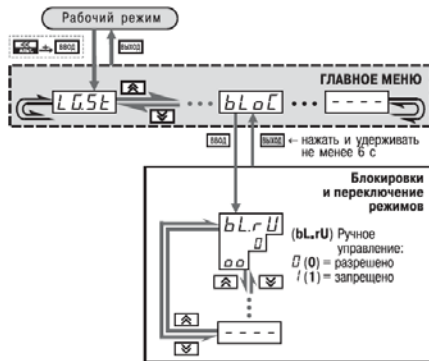 Рабочий режим
ВВОД
ВЫХОД
ГЛАВНОЕ МЕНЮ
LG.St
bLoC
- - - -
ВВОД ВЫХОД ← нажать и удерживать
не менее 6 с
Блокировки
и переключение
режимов
bL.rU
0
oo
(bL.rU) Ручное
управление:
0 (0) = разрешено
1 (1) = запрещено
- - - -